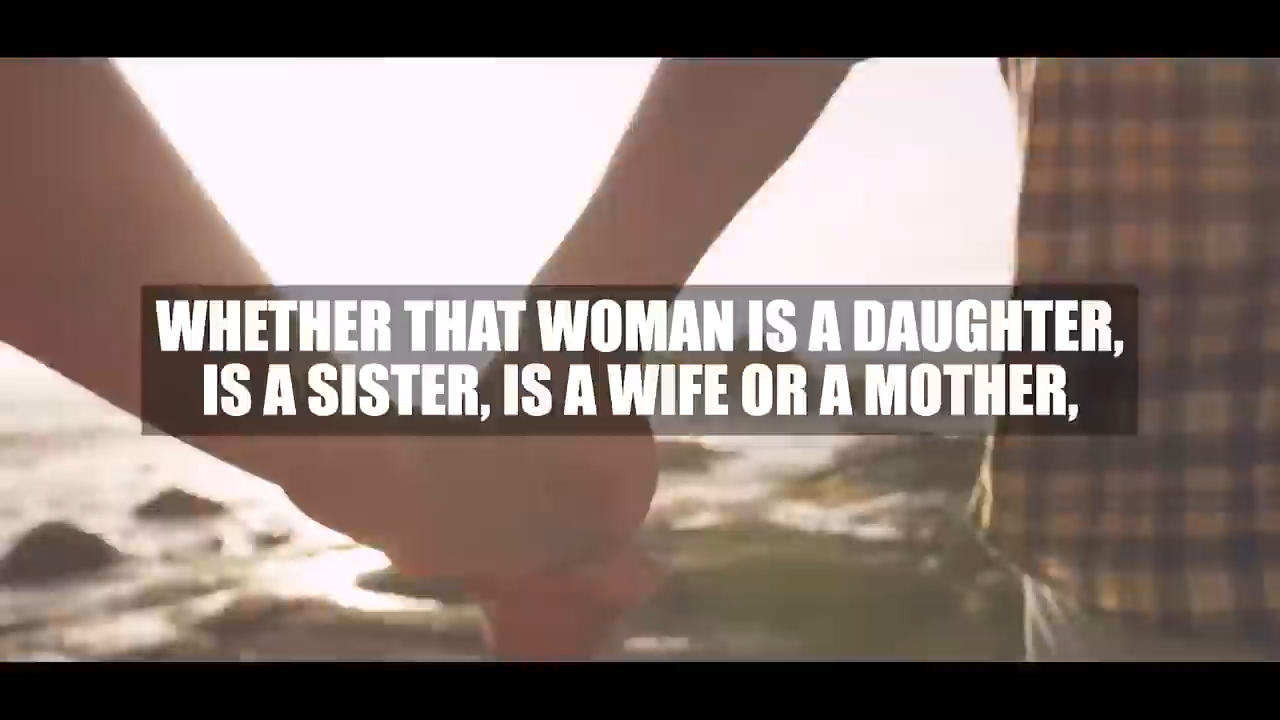 WHETHER THAT WOMAN IS A DAUGHTER,
IS A SISTER, IS A WIFE OR A MOTHER,